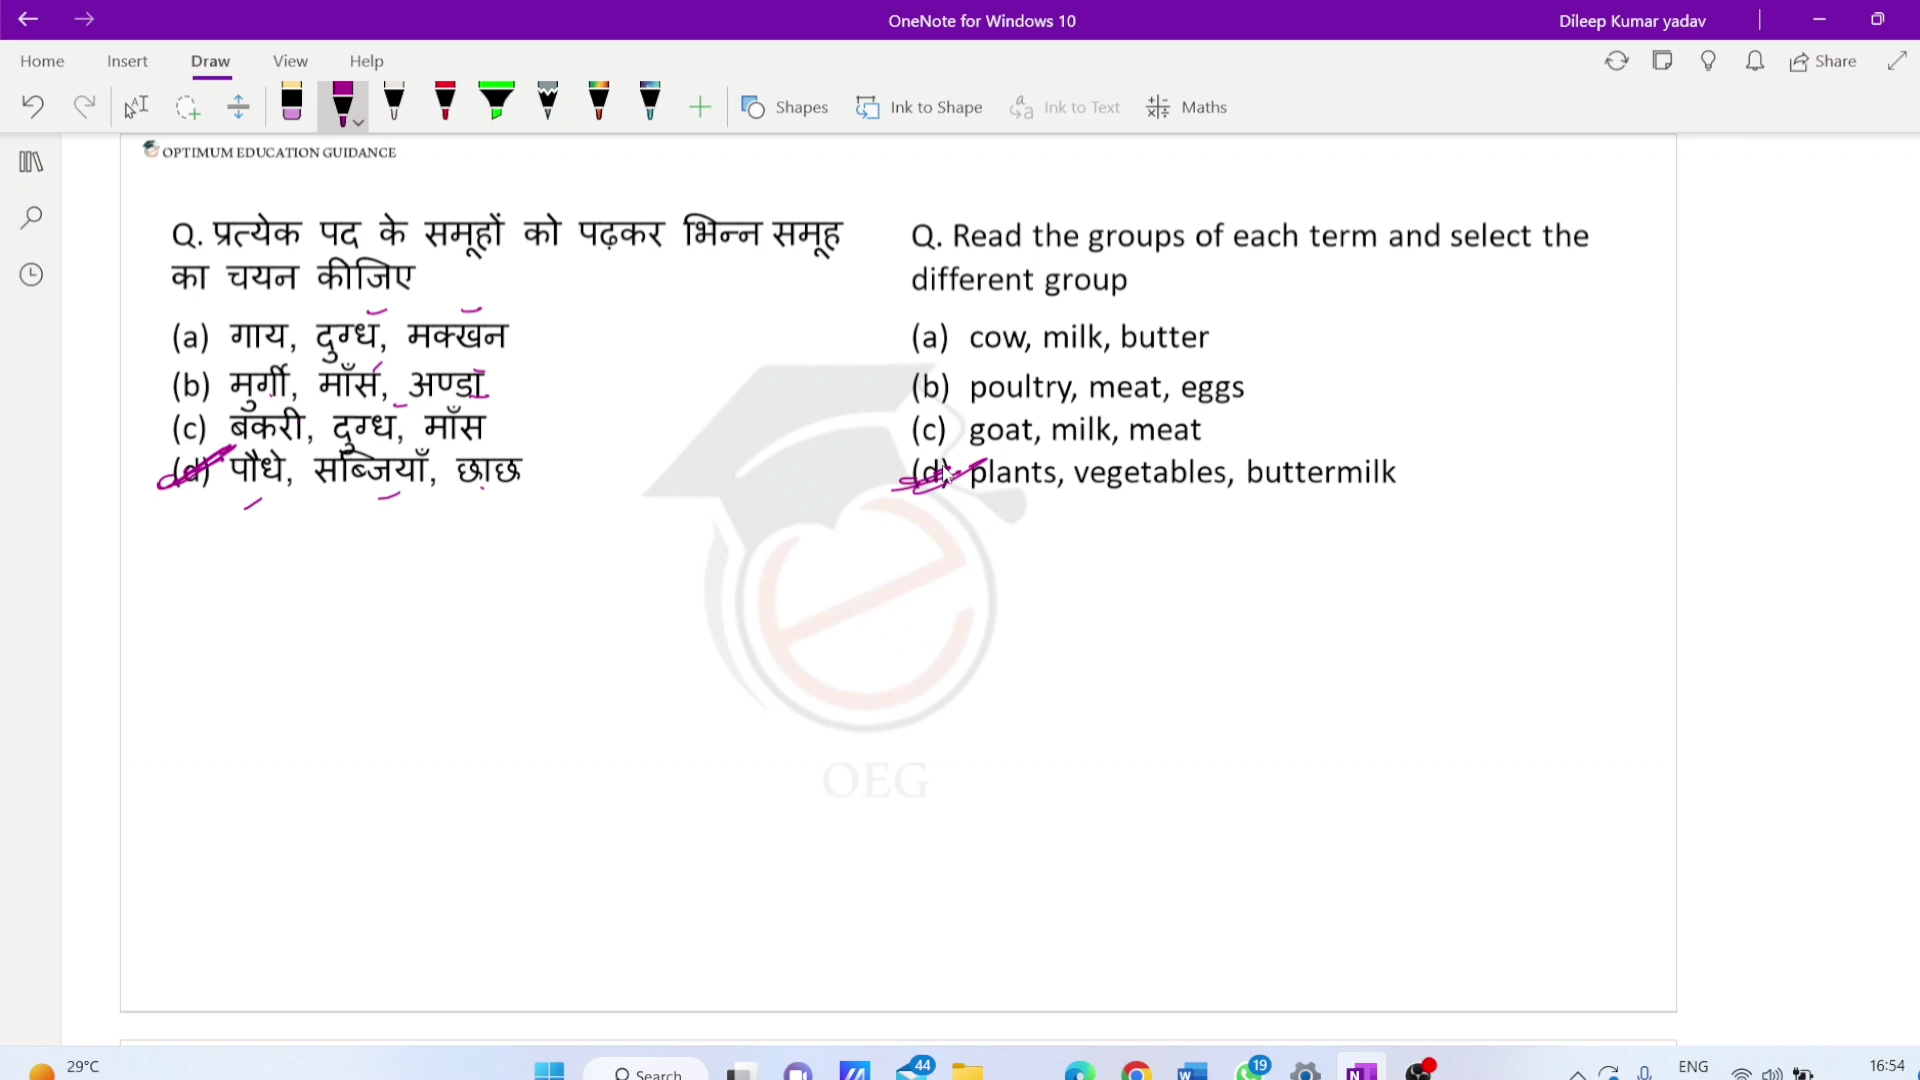 OneNote for Windows 10
Dileep Kumar yadav
Home Insert Draw View Help
Share
Shapes Ink to Shape Ink to Text Maths
OPTIMUM EDUCATION GUIDANCE
Q. प्रत्येक पद के समूहों को पढ़कर भिन्न समूह
का चयन कीजिए
(a) गाय, दुग्ध, मक्खन
(b) मुर्गी, माँस, अण्डा
(c) बकरी, दुग्ध, माँस
(d) पौधे, सब्जियाँ, छाछ
Q. Read the groups of each term and select the
different group
(a) cow, milk, butter
(b) poultry, meat, eggs
(c) goat, milk, meat
(d) plants, vegetables, buttermilk
OEG
29°C
Search
44
19
ENG
16:54